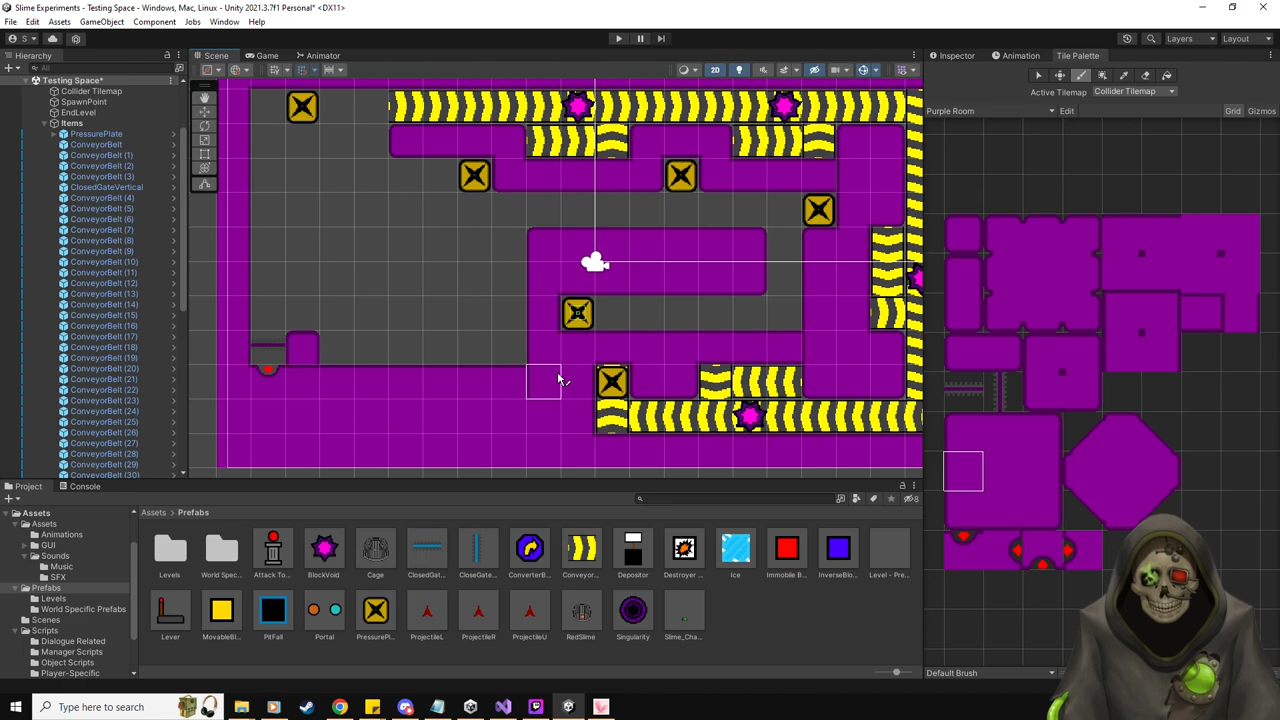 Slime Experiments - Testing Space - Windows, Mac, Linux - Unity 2021.3.7f1 Personal* <DX11>
File Edit Assets GameObject Component Jobs Window Help
S Layers Layout
Hierarchy Scene Game Animator Inspector Animation Tile Palette
All
2D
Testing Space*
Collider Tilemap
SpawnPoint
EndLevel
Items
PressurePlate
ConveyorBelt
ConveyorBelt (1)
ConveyorBelt (2)
ConveyorBelt (3)
ClosedGateVertical
ConveyorBelt (4)
ConveyorBelt (5)
ConveyorBelt (6)
ConveyorBelt (7)
ConveyorBelt (8)
ConveyorBelt (9)
ConveyorBelt (10)
ConveyorBelt (11)
ConveyorBelt (12)
ConveyorBelt (13)
ConveyorBelt (14)
ConveyorBelt (15)
ConveyorBelt (16)
ConveyorBelt (17)
ConveyorBelt (18)
ConveyorBelt (19)
ConveyorBelt (20)
ConveyorBelt (21)
ConveyorBelt (22)
ConveyorBelt (23)
ConveyorBelt (24)
ConveyorBelt (25)
ConveyorBelt (26)
ConveyorBelt (27)
ConveyorBelt (28)
ConveyorBelt (29)
ConveyorBelt (30)
Active Tilemap Collider Tilemap
Purple Room Edit Grid Gizmos
Project Console
8
Assets
Assets
Animations
GUI
Sounds
Music
SFX
Prefabs
Levels
World Specific Prefabs
Scenes
Scripts
Dialogue Related
Manager Scripts
Object Scripts
Player-Specific
Assets > Prefabs
Levels World Spec... Attack To... BlockVoid Cage ClosedGat... CloseGate... ConverterB... Conveyor... Depositor Destroyer ... Ice Immobile B... InverseBlo... Level - Pre...
Lever MovableBl... PitFall Portal PressurePl... ProjectileL ProjectileR ProjectileU RedSlime Singularity Slime_Cha...
Default Brush
Type here to search